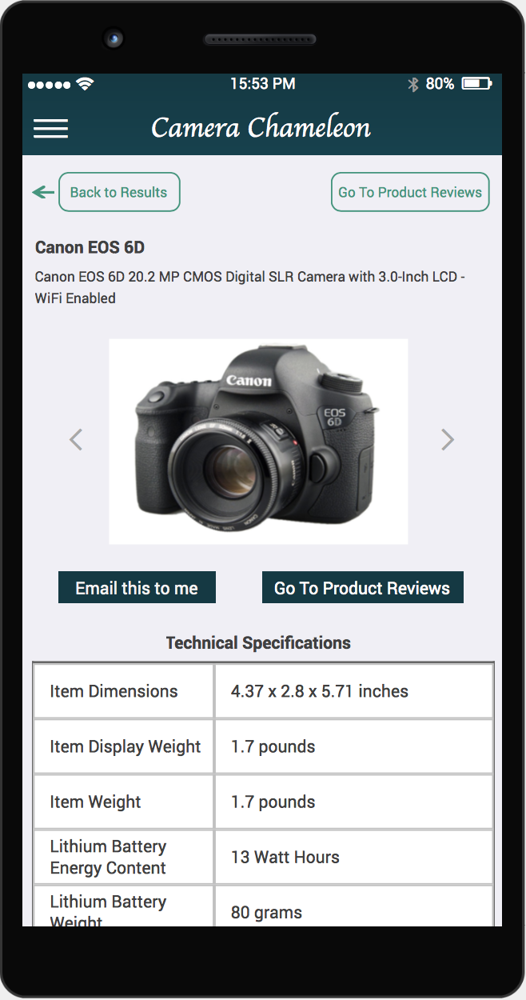 15:53 PM
80%
Camera Chameleon
Back to Results
Go To Product Reviews
Canon EOS 6D
Canon EOS 6D 20.2 MP CMOS Digital SLR Camera with 3.0-Inch LCD -
WiFi Enabled
Canon
EOS
6D
Email this to me
Go To Product Reviews
Technical Specifications
Item Dimensions
4.37 x 2.8 x 5.71 inches
Item Display Weight
1.7 pounds
Item Weight
1.7 pounds
Lithium Battery
Energy Content
13 Watt Hours
Lithium Battery
Weight
80 grams